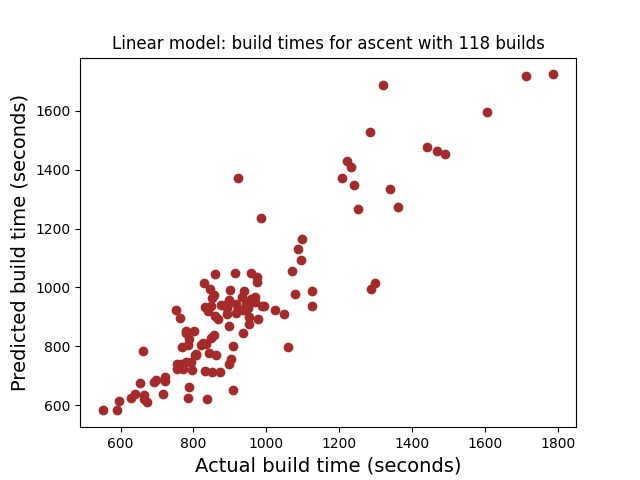 Linear model: build times for ascent with 118 builds
Predicted build time (seconds)
1600
1400
1200
1000
800
600
600 800 1000 1200 1400 1600 1800
Actual build time (seconds)